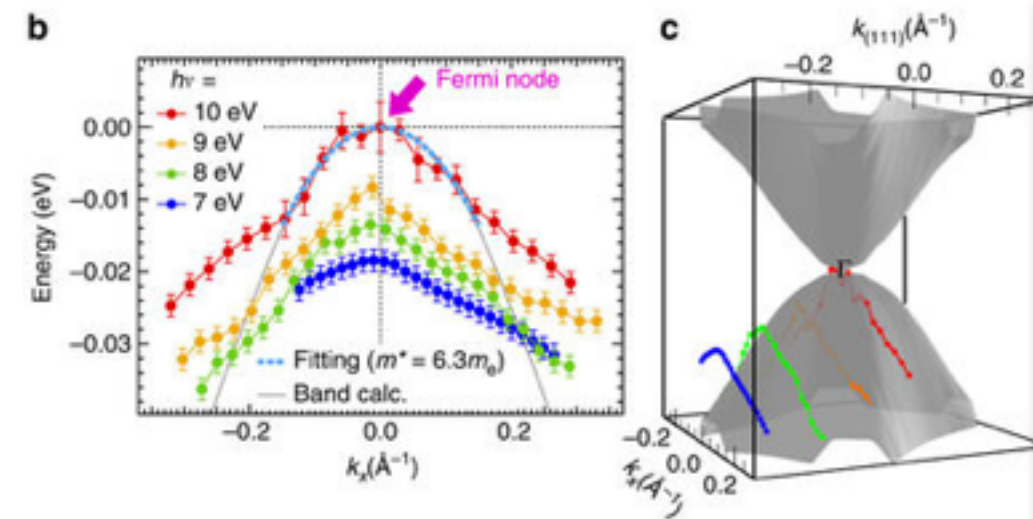 b
hν =
10 eV
9 eV
8 eV
7 eV
Fermi node
0.00
−0.01
−0.02
−0.03
Energy (eV)
Fitting (m* = 6.3mₑ)
Band calc.
−0.2
0.0
0.2
kₓ(Å⁻¹)
c
k₍₁₁₁₎(Å⁻¹)
−0.2
0.0
0.2
Γ
−0.2
0.0
0.2
kₓ(Å⁻¹)